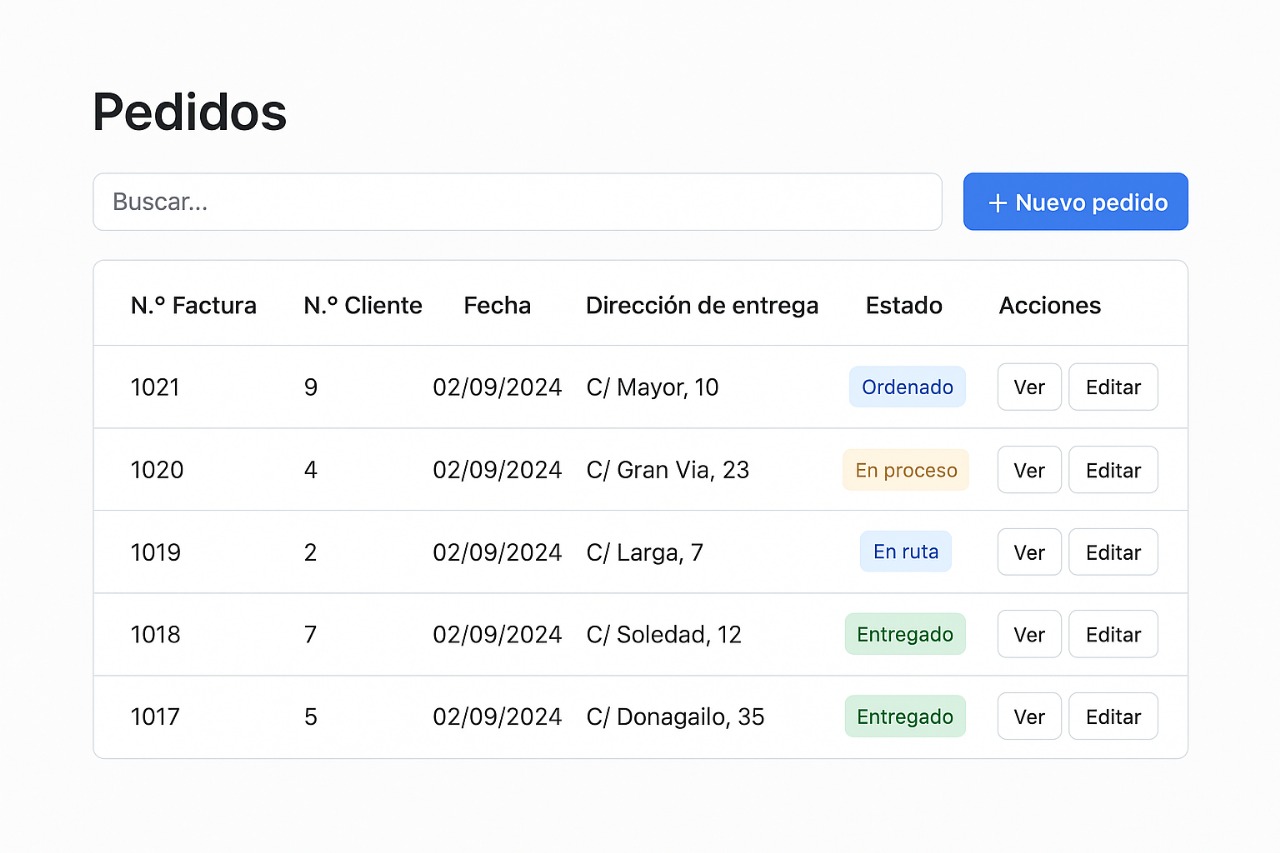 Pedidos
Buscar...
+ Nuevo pedido
N.º Factura N.º Cliente Fecha Dirección de entrega Estado Acciones
1021 9 02/09/2024 C/ Mayor, 10 Ordenado Ver Editar
1020 4 02/09/2024 C/ Gran Via, 23 En proceso Ver Editar
1019 2 02/09/2024 C/ Larga, 7 En ruta Ver Editar
1018 7 02/09/2024 C/ Soledad, 12 Entregado Ver Editar
1017 5 02/09/2024 C/ Donagailo, 35 Entregado Ver Editar